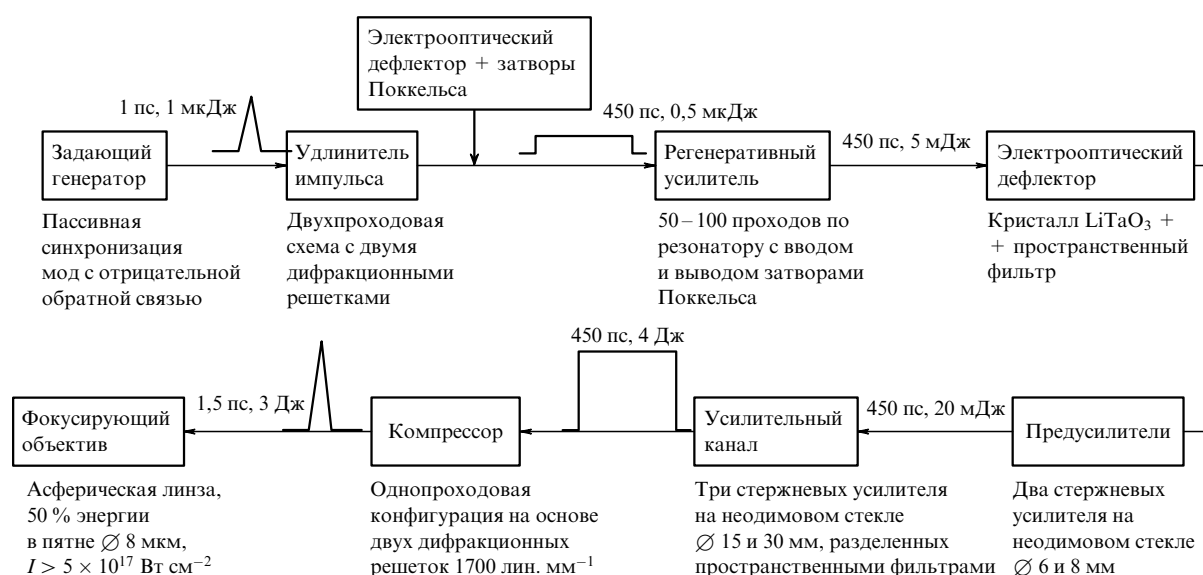 Электрооптический
дефлектор + затворы
Поккельса
1 пс, 1 мкДж
450 пс, 0,5 мкДж
450 пс, 5 мДж
Задающий
генератор
Удлинитель
импульса
Регенеративный
усилитель
Электрооптический
дефлектор
Пассивная
синхронизация
мод с отрицательной
обратной связью
Двухпроходовая
схема с двумя
дифракционными
решетками
50–100 проходов по
резонатору с вводом
и выводом затворами
Поккельса
Кристалл LiTaO₃ +
+ пространственный
фильтр
450 пс, 4 Дж
1,5 пс, 3 Дж
450 пс, 20 мДж
Фокусирующий
объектив
Компрессор
Усилительный
канал
Предусилители
Асферическая линза,
50 % энергии
в пятне ∅ 8 мкм,
I > 5 × 10¹⁷ Вт см⁻²
Однопроходовая
конфигурация на основе
двух дифракционных
решеток 1700 лин. мм⁻¹
Три стержневых усилителя
на неодимовом стекле
∅ 15 и 30 мм, разделенных
пространственными фильтрами
Два стержневых
усилителя на
неодимовом стекле
∅ 6 и 8 мм